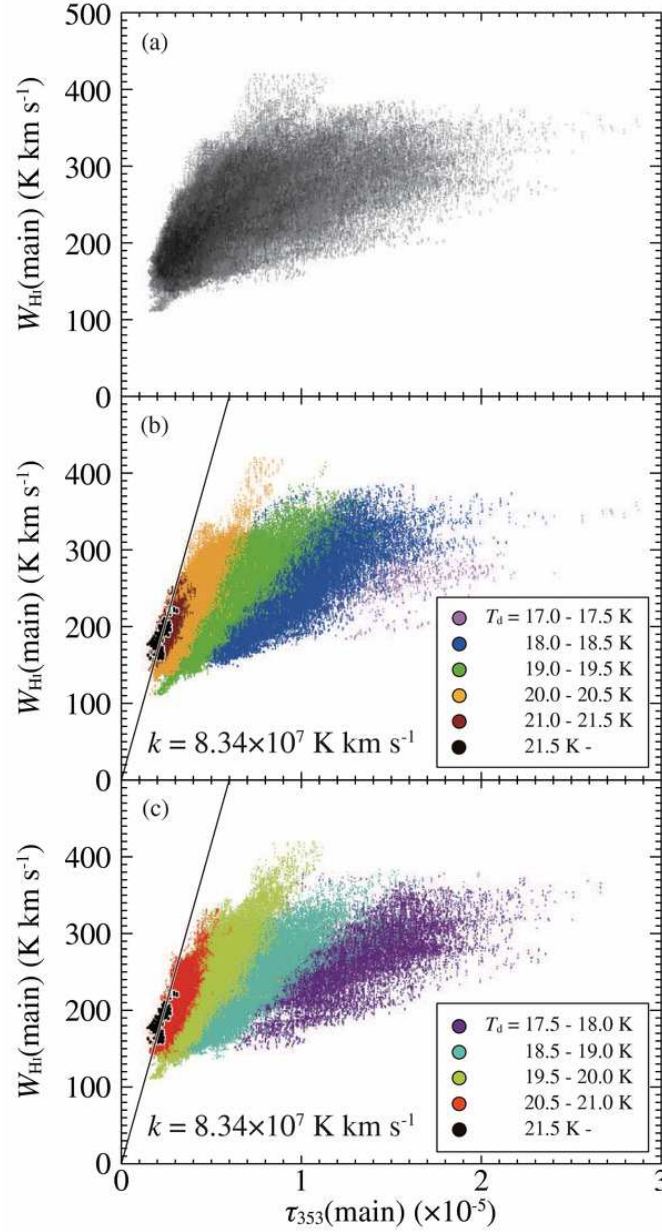 500
(a)
400
300
200
100
0
W_HI(main) (K km s⁻¹)
(b)
400
300
200
100
0
W_HI(main) (K km s⁻¹)
T_d = 17.0 - 17.5 K
18.0 - 18.5 K
19.0 - 19.5 K
20.0 - 20.5 K
21.0 - 21.5 K
21.5 K -
k = 8.34×10⁷ K km s⁻¹
(c)
400
300
200
100
0
W_HI(main) (K km s⁻¹)
T_d = 17.5 - 18.0 K
18.5 - 19.0 K
19.5 - 20.0 K
20.5 - 21.0 K
21.5 K -
k = 8.34×10⁷ K km s⁻¹
0 1 2 3
τ₃₅₃(main) (×10⁻⁵)